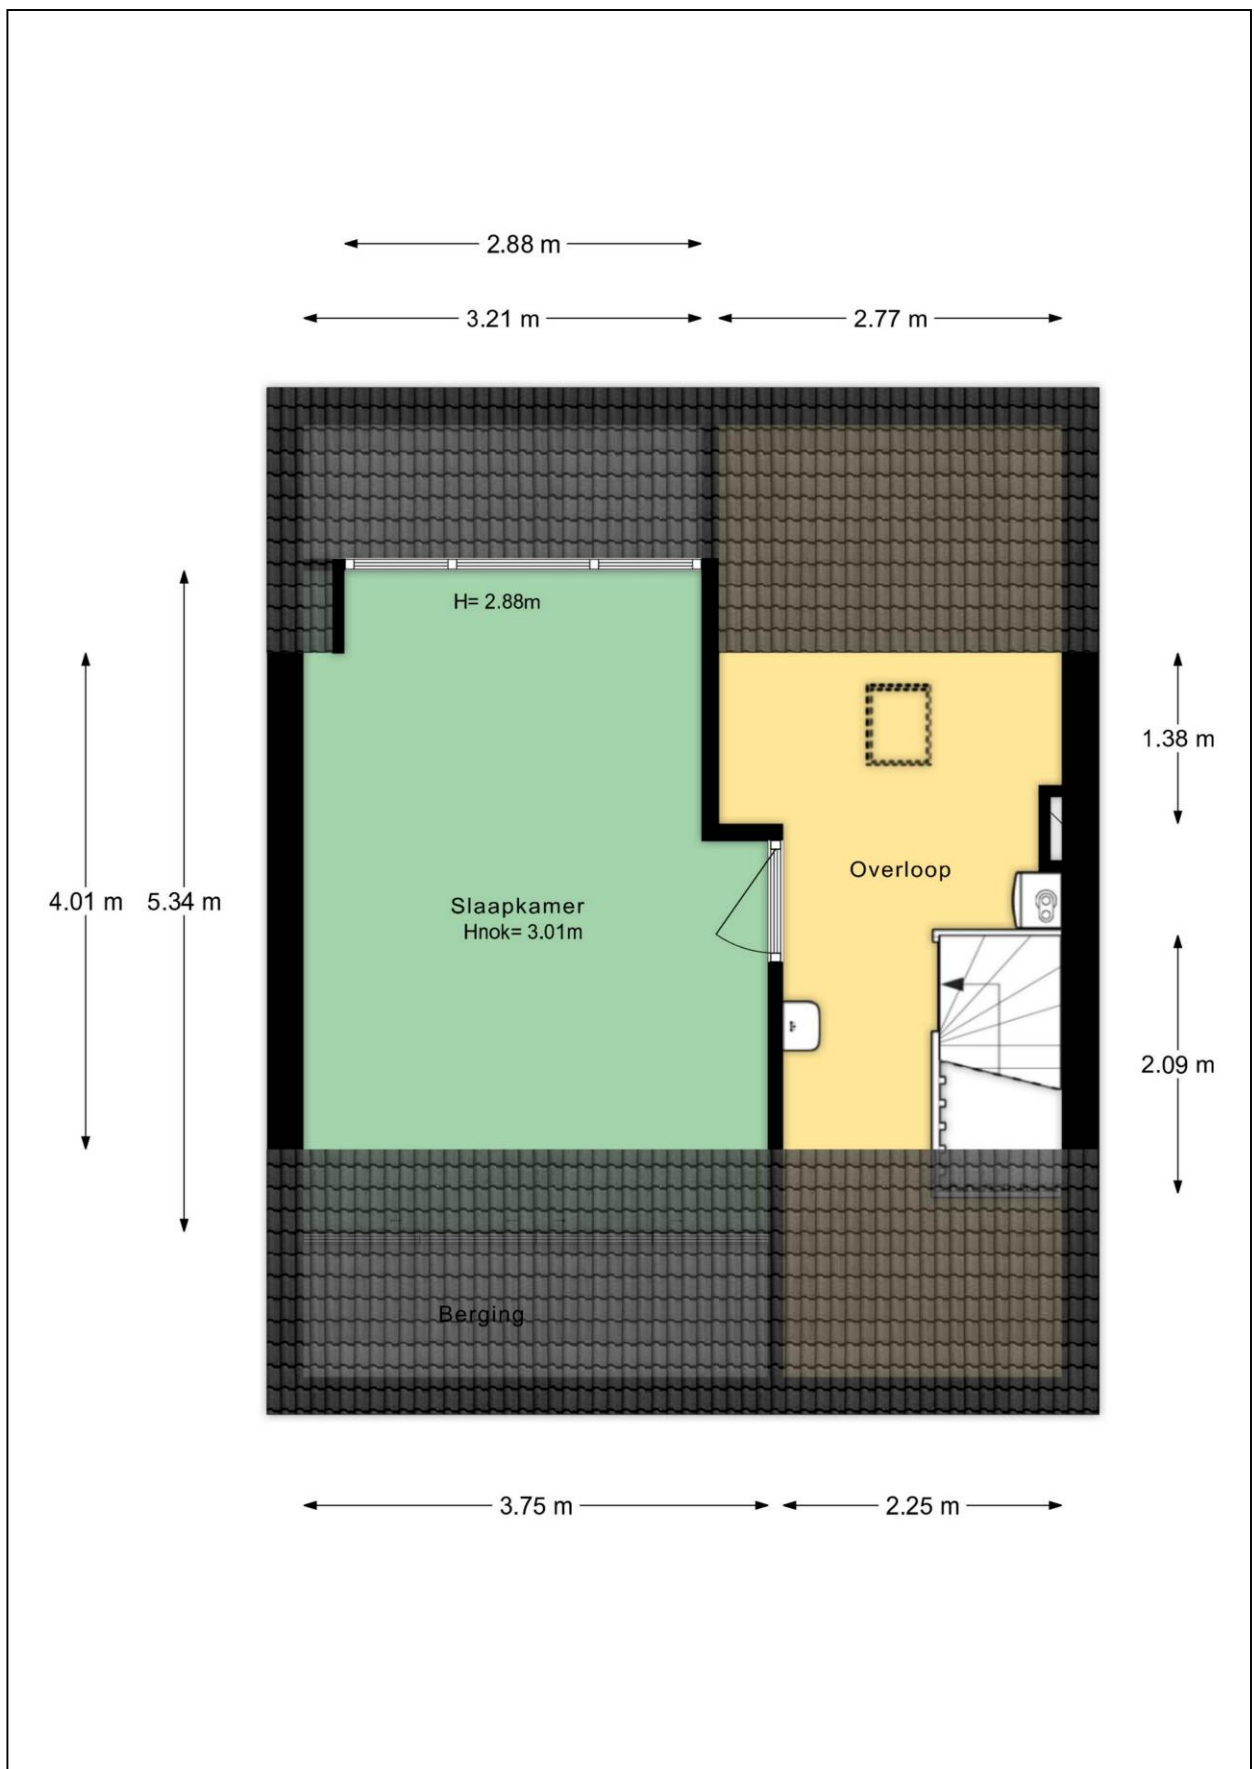 2.88 m
3.21 m
2.77 m
H= 2.88m
1.38 m
Overloop
4.01 m
5.34 m
Slaapkamer
Hnok= 3.01m
2.09 m
Berging
3.75 m
2.25 m